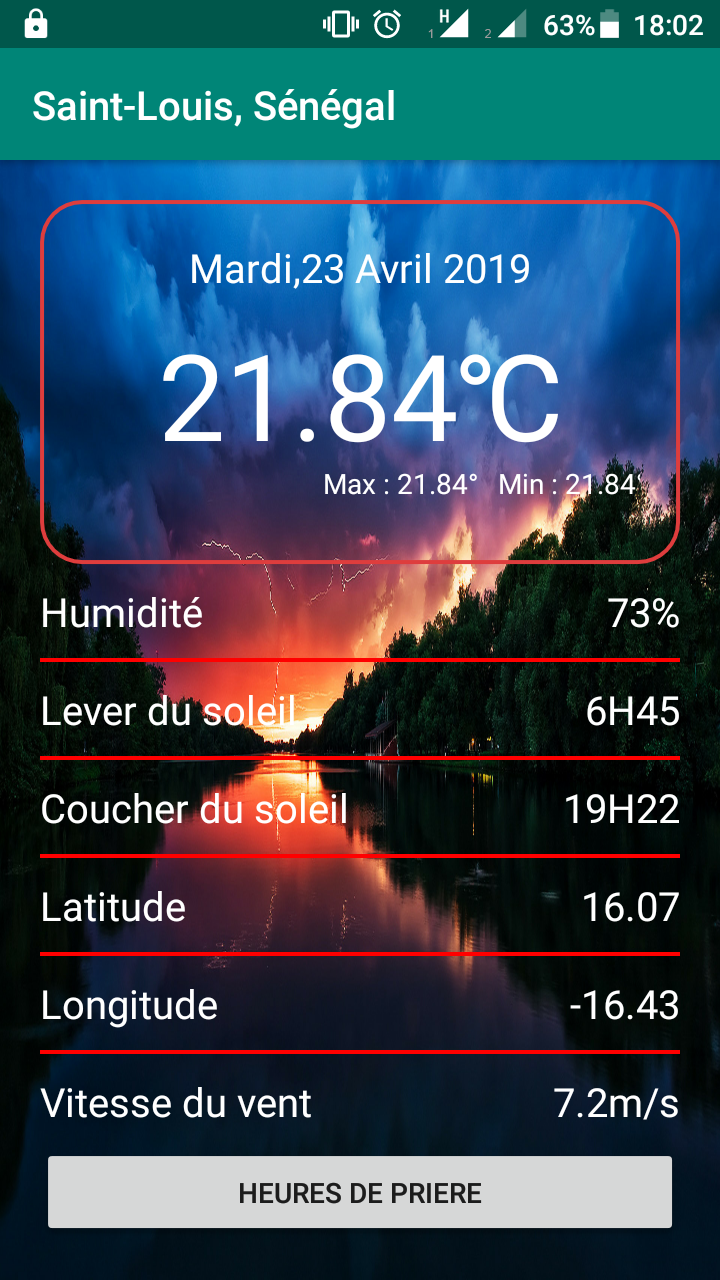 H
1 2 63% 18:02
Saint-Louis, Sénégal
Mardi,23 Avril 2019
21.84°C
Max : 21.84° Min : 21.84°
Humidité 73%
Lever du soleil 6H45
Coucher du soleil 19H22
Latitude 16.07
Longitude -16.43
Vitesse du vent 7.2m/s
HEURES DE PRIERE